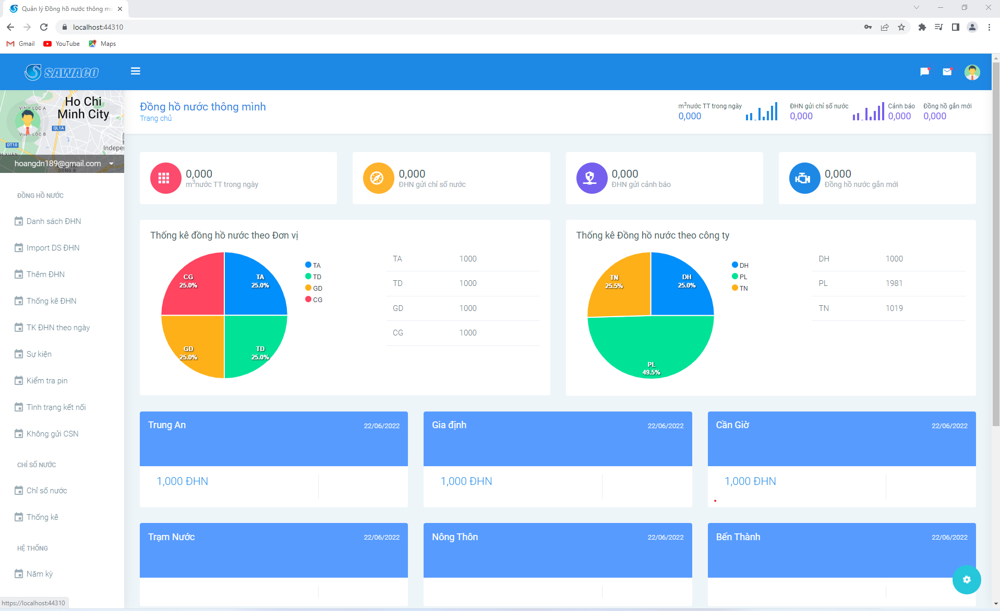 Quản lý Đồng hồ nước thông mi
localhost:44310
Gmail
YouTube
Maps
SAWACO
Ho Chi
Minh City
VĨNH LỘC A
QL1A
VĨNH LỘC B
ĐT10
H XUÂN
Indepe
ĐÔNG B
hoangdn189@gmail.com
ĐỒNG HỒ NƯỚC
Danh sách ĐHN
Import DS ĐHN
Thêm ĐHN
Thống kê ĐHN
TK ĐHN theo ngày
Sự kiện
Kiểm tra pin
Tình trạng kết nối
Không gửi CSN
CHỈ SỐ NƯỚC
Chỉ số nước
Thống kê
HỆ THỐNG
Năm kỳ
https://localhost:44310
Đồng hồ nước thông mình
Trang chủ
m³nước TT trong ngày
0,000
ĐHN gửi chỉ số nước
0,000
Cảnh báo
0,000
Đồng hồ gắn mới
0,000
0,000
m³nước TT trong ngày
0,000
ĐHN gửi chỉ số nước
0,000
ĐHN gửi cảnh báo
0,000
Đồng hồ nước gắn mới
Thống kê đồng hồ nước theo Đơn vị
CG
25.0%
TA
25.0%
GD
25.0%
TD
25.0%
TA
TD
GD
CG
TA 1000
TD 1000
GD 1000
CG 1000
Thống kê Đồng hồ nước theo công ty
TN
25.5%
DH
25.0%
PL
49.5%
DH
PL
TN
DH 1000
PL 1981
TN 1019
Trung An 22/06/2022
1,000 ĐHN
Gia định 22/06/2022
1,000 ĐHN
Cần Giờ 22/06/2022
1,000 ĐHN
Trạm Nước 22/06/2022
Nông Thôn 22/06/2022
Bến Thành 22/06/2022